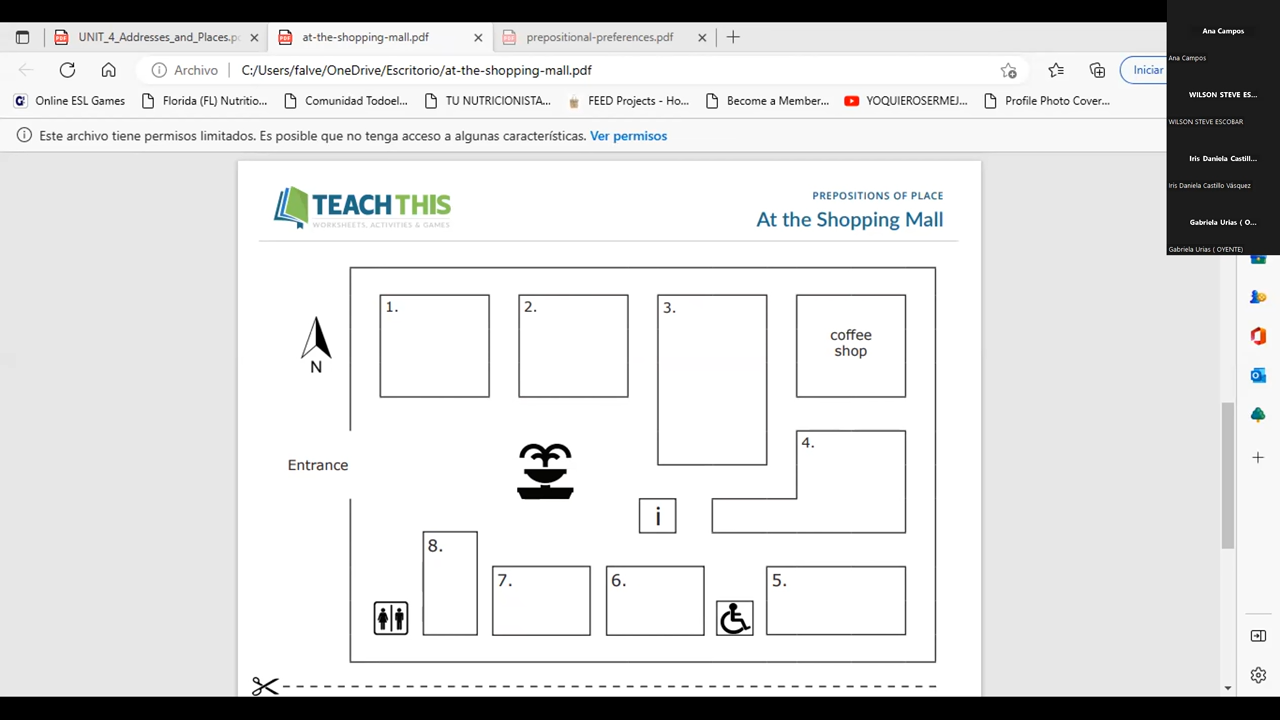 UNIT_4_Addresses_and_Places.p
at-the-shopping-mall.pdf
prepositional-preferences.pdf
Archivo
C:/Users/falve/OneDrive/Escritorio/at-the-shopping-mall.pdf
Iniciar
Online ESL Games
Florida (FL) Nutritio...
Comunidad Todoel...
TU NUTRICIONISTA...
FEED Projects - Ho...
Become a Member...
YOQUIEROSERMEJ...
Profile Photo Cover...
Este archivo tiene permisos limitados. Es posible que no tenga acceso a algunas características. Ver permisos
Ana Campos
Ana Campos
WILSON STEVE ES...
WILSON STEVE ESCOBAR
Iris Daniela Castill...
Iris Daniela Castillo Vásquez
Gabriela Urias ( O...
Gabriela Urias ( OYENTE)
TEACH THIS
WORKSHEETS, ACTIVITIES & GAMES
PREPOSITIONS OF PLACE
At the Shopping Mall
1.
2.
3.
coffee
shop
N
4.
Entrance
i
8.
7.
6.
5.